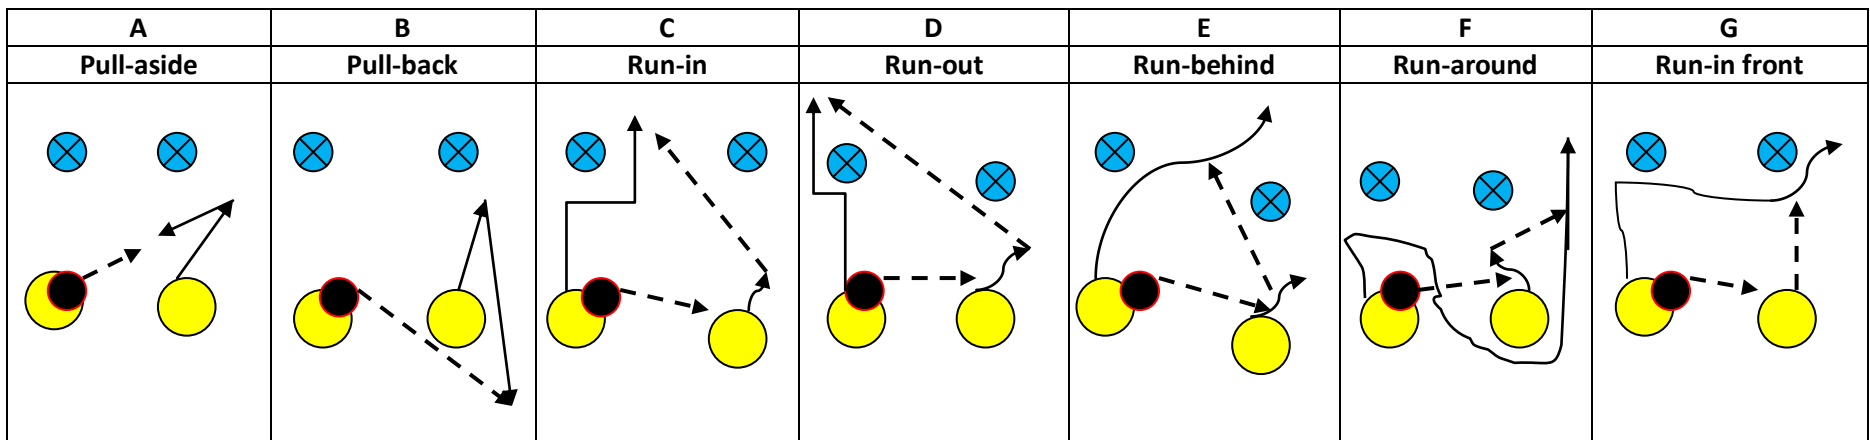 A B C D E F G
Pull-aside Pull-back Run-in Run-out Run-behind Run-around Run-in front